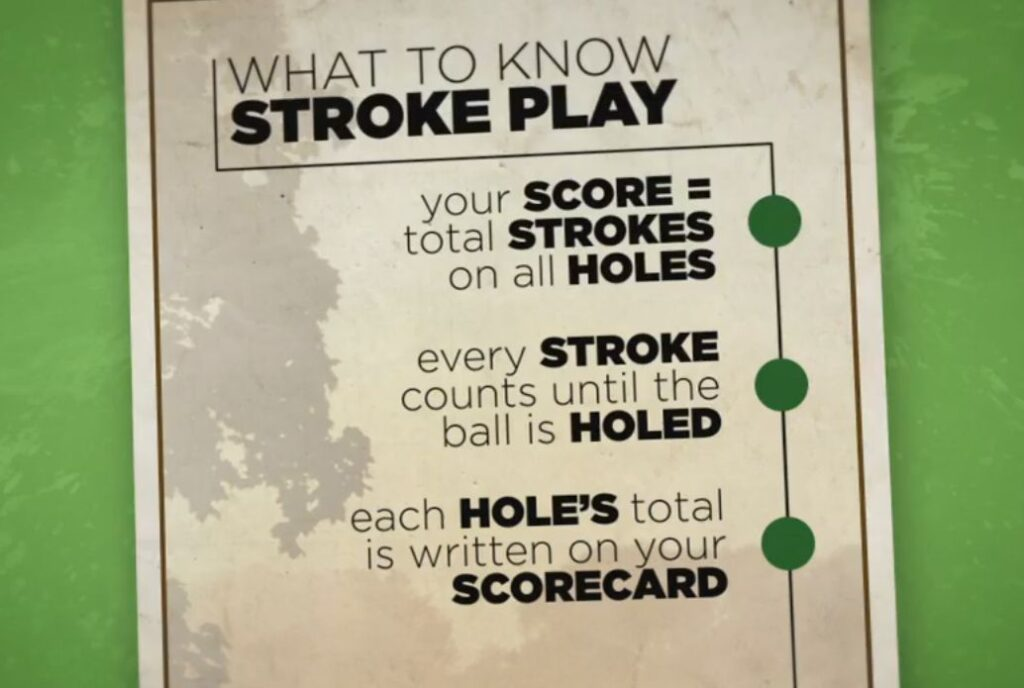 WHAT TO KNOW
STROKE PLAY
your SCORE =
total STROKES
on all HOLES
every STROKE
counts until the
ball is HOLED
each HOLE'S total
is written on your
SCORECARD